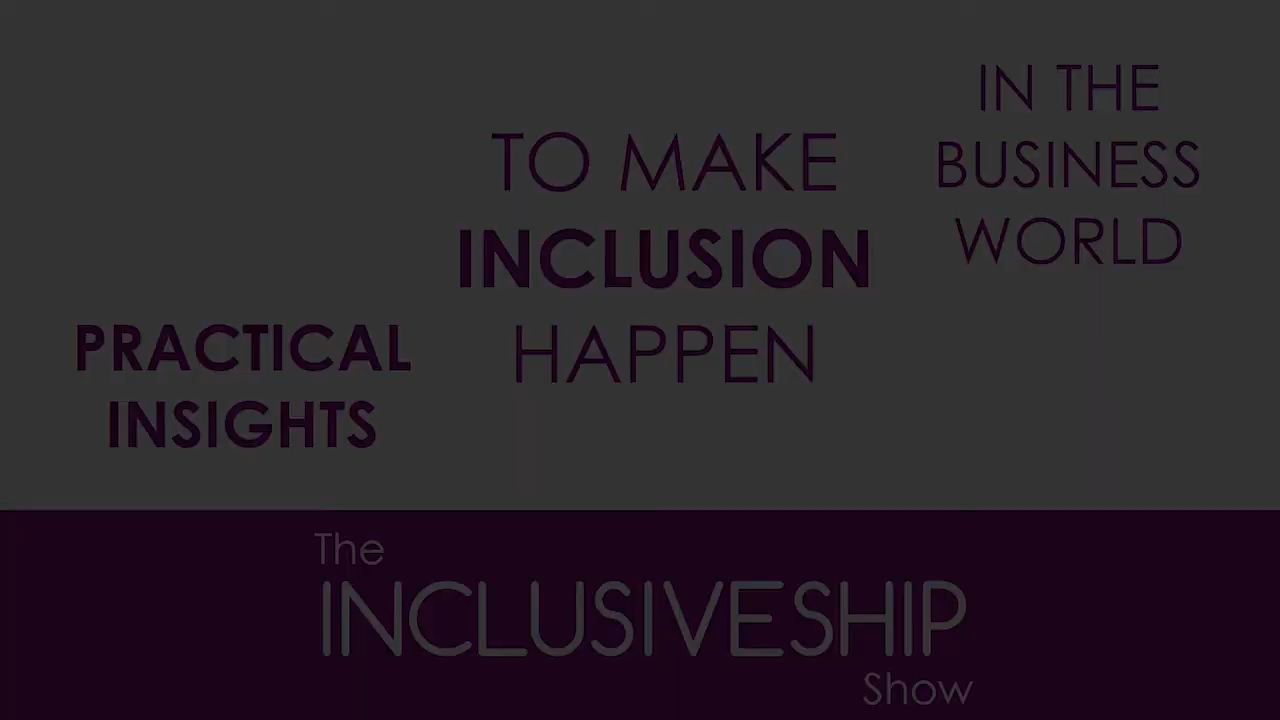 PRACTICAL
INSIGHTS
TO MAKE
INCLUSION
HAPPEN
IN THE
BUSINESS
WORLD
The
INCLUSIVESHIP
Show